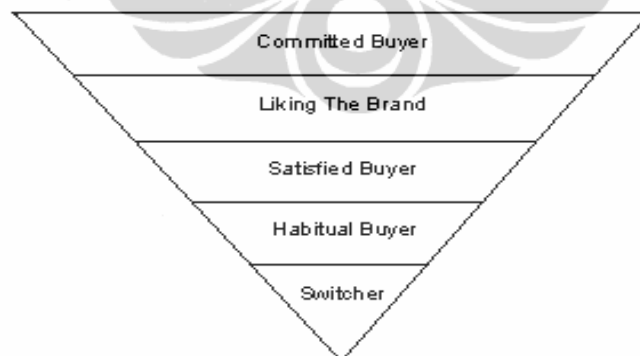 Committed Buyer
Liking The Brand
Satisfied Buyer
Habitual Buyer
Switcher